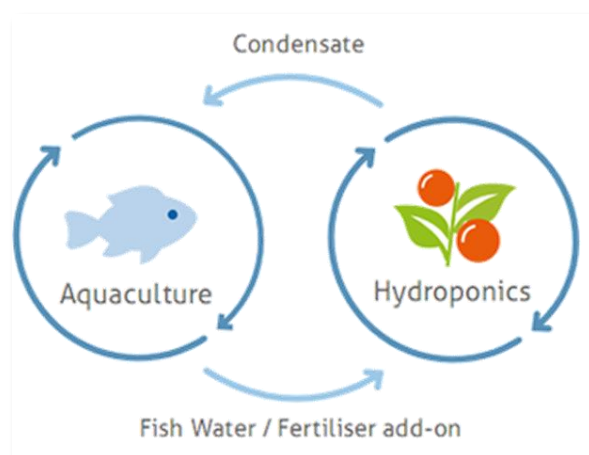 Condensate
Aquaculture
Hydroponics
Fish Water / Fertiliser add-on